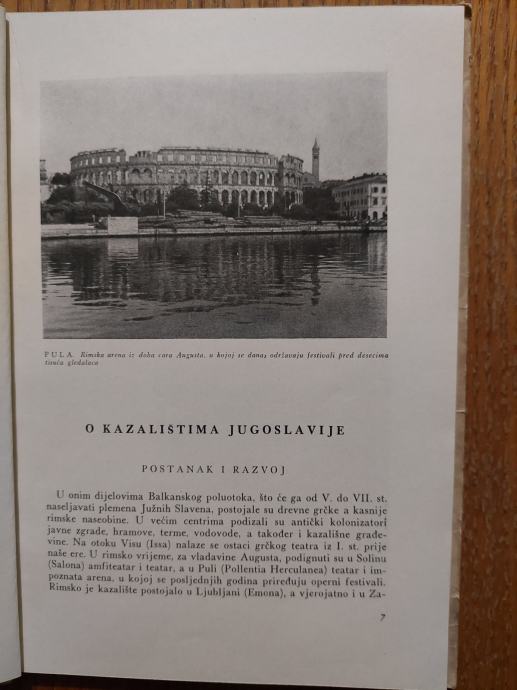 PULA. Rimska arena iz doba cara Augusta, u kojoj se danas održavaju festivali pred desecima
tisuća gledalaca
O KAZALIŠTIMA JUGOSLAVIJE
POSTANAK I RAZVOJ
U onim dijelovima Balkanskog poluotoka, što će ga od V. do VII. st.
naseljavati plemena Južnih Slavena, postojale su drevne grčke a kasnije
rimske naseobine. U većim centrima podizali su antički kolonizatori
javne zgrade, hramove, terme, vodovode, a također i kazališne građe-
vine. Na otoku Visu (Issa) nalaze se ostaci grčkog teatra iz I. st. prije
naše ere. U rimsko vrijeme, za vladavine Augusta, podignuti su u Solinu
(Salona) amfiteatar i teatar, a u Puli (Pollentia Herculanea) teatar i im-
poznata arena, u kojoj se posljednjih godina priređuju operni festivali.
Rimsko je kazalište postojalo u Ljubljani (Emona), a vjerojatno i u Za-
7